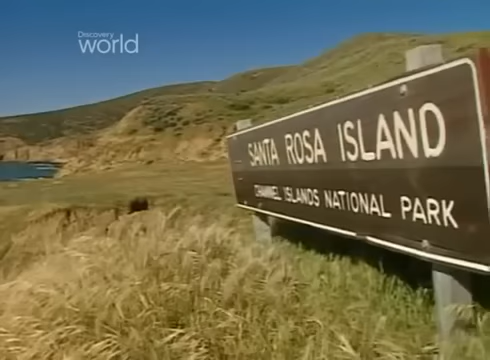 Discovery
world
SANTA ROSA ISLAND
CHANNEL ISLANDS NATIONAL PARK